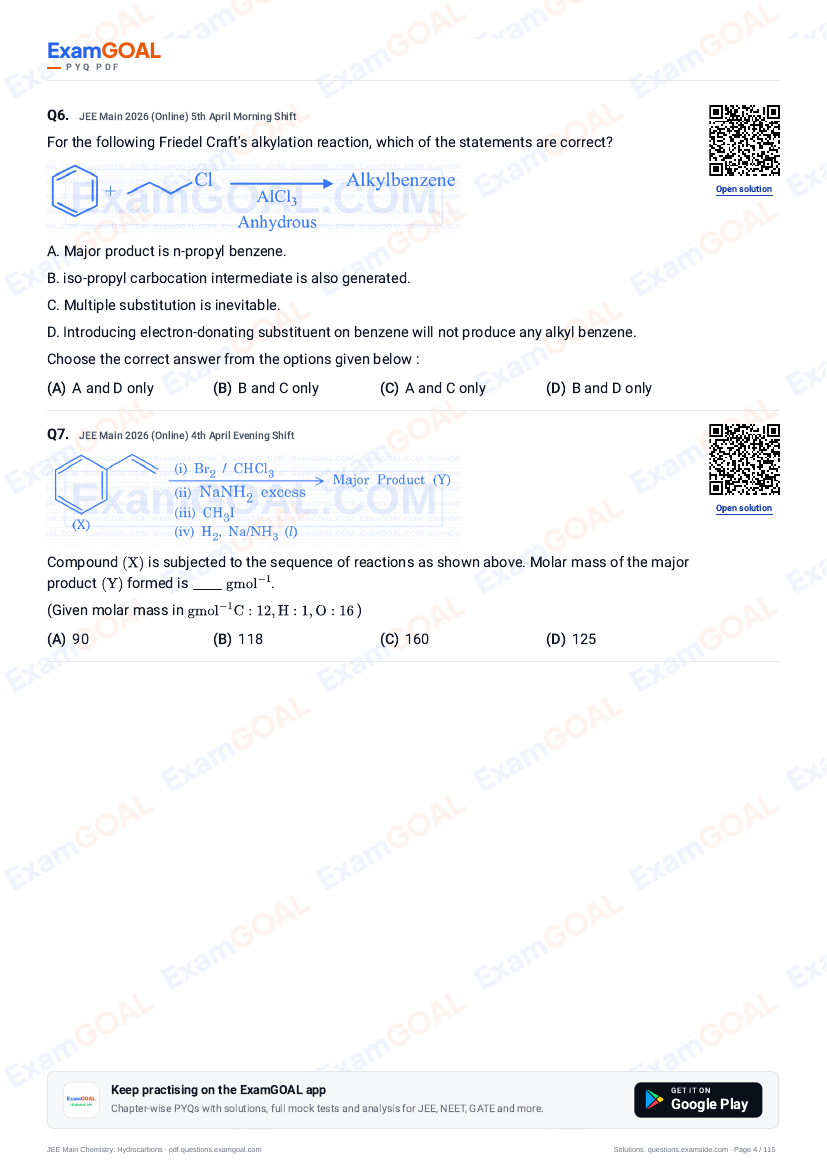 ExamGOAL
PYQ PDF
Q6. JEE Main 2026 (Online) 5th April Morning Shift
For the following Friedel Craft's alkylation reaction, which of the statements are correct?
Open solution
+ Cl AlCl3 Anhydrous Alkylbenzene
A. Major product is n-propyl benzene.
B. iso-propyl carbocation intermediate is also generated.
C. Multiple substitution is inevitable.
D. Introducing electron-donating substituent on benzene will not produce any alkyl benzene.
Choose the correct answer from the options given below :
(A) A and D only (B) B and C only (C) A and C only (D) B and D only
Q7. JEE Main 2026 (Online) 4th April Evening Shift
Open solution
(i) Br2 / CHCl3
(ii) NaNH2 excess
(iii) CH3I
(iv) H2, Na/NH3 (l)
Major Product (Y)
(X)
Compound (X) is subjected to the sequence of reactions as shown above. Molar mass of the major
product (Y) formed is ____ gmol−1.
(Given molar mass in gmol−1C : 12, H : 1, O : 16 )
(A) 90 (B) 118 (C) 160 (D) 125
Keep practising on the ExamGOAL app
Chapter-wise PYQs with solutions, full mock tests and analysis for JEE, NEET, GATE and more.
GET IT ON
Google Play
JEE Main Chemistry: Hydrocarbons · pdf.questions.examgoal.com
Solutions: questions.examside.com · Page 4 / 115